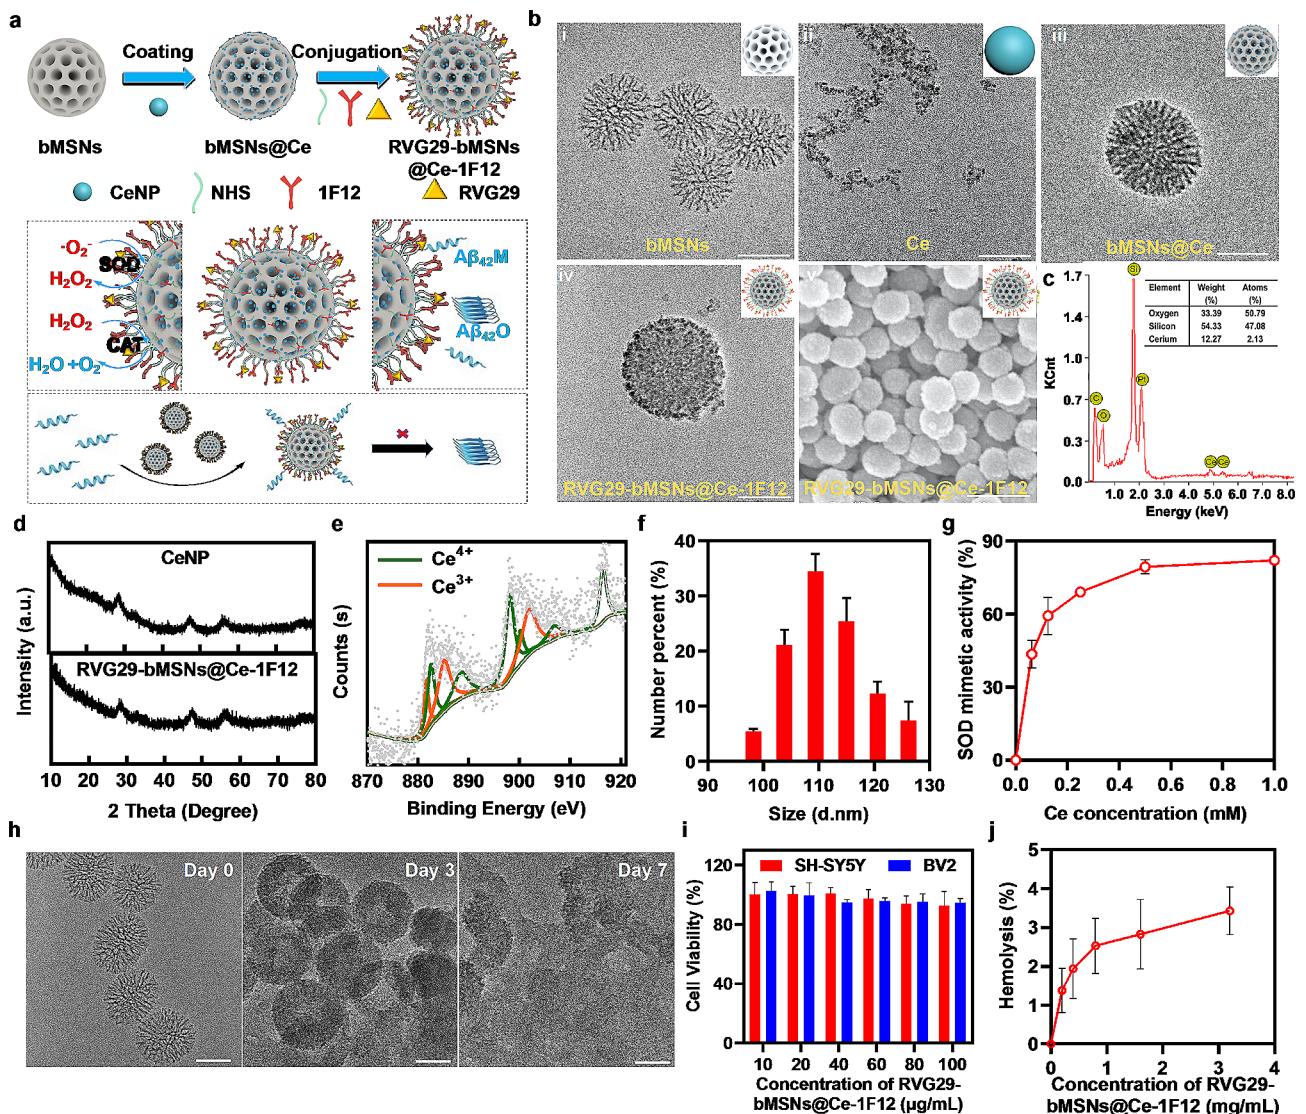 a
Coating
Conjugation
bMSNs
bMSNs@Ce
RVG29-bMSNs
@Ce-1F12
CeNP
NHS
1F12
RVG29
·O₂⁻
SOD
H₂O₂
H₂O₂
CAT
H₂O +O₂
Aβ₄₂M
Aβ₄₂O
b
i
bMSNs
ii
Ce
iii
bMSNs@Ce
iv
RVG29-bMSNs@Ce-1F12
v
RVG29-bMSNs@Ce-1F12
c
KCnt
1.7
1.4
1.0
0.7
0.3
0.0
C
O
Si
Pt
Ce
Ce
Element Weight (%) Atoms (%)
Oxygen 33.39 50.79
Silicon 54.33 47.08
Cerium 12.27 2.13
1.0 2.0 3.0 4.0 5.0 6.0 7.0 8.0
Energy (keV)
d
Intensity (a.u.)
CeNP
RVG29-bMSNs@Ce-1F12
10 20 30 40 50 60 70 80
2 Theta (Degree)
e
Counts (s)
Ce⁴⁺
Ce³⁺
870 880 890 900 910 920
Binding Energy (eV)
f
Number percent (%)
40
30
20
10
0
90 100 110 120 130
Size (d.nm)
g
SOD mimetic activity (%)
90
60
30
0
0.0 0.2 0.4 0.6 0.8 1.0
Ce concentration (mM)
h
Day 0
Day 3
Day 7
i
Cell Viability (%)
120
80
40
0
SH-SY5Y
BV2
10 20 40 60 80 100
Concentration of RVG29-
bMSNs@Ce-1F12 (μg/mL)
j
Hemolysis (%)
5
4
3
2
1
0
0 1 2 3 4
Concentration of RVG29-
bMSNs@Ce-1F12 (mg/mL)